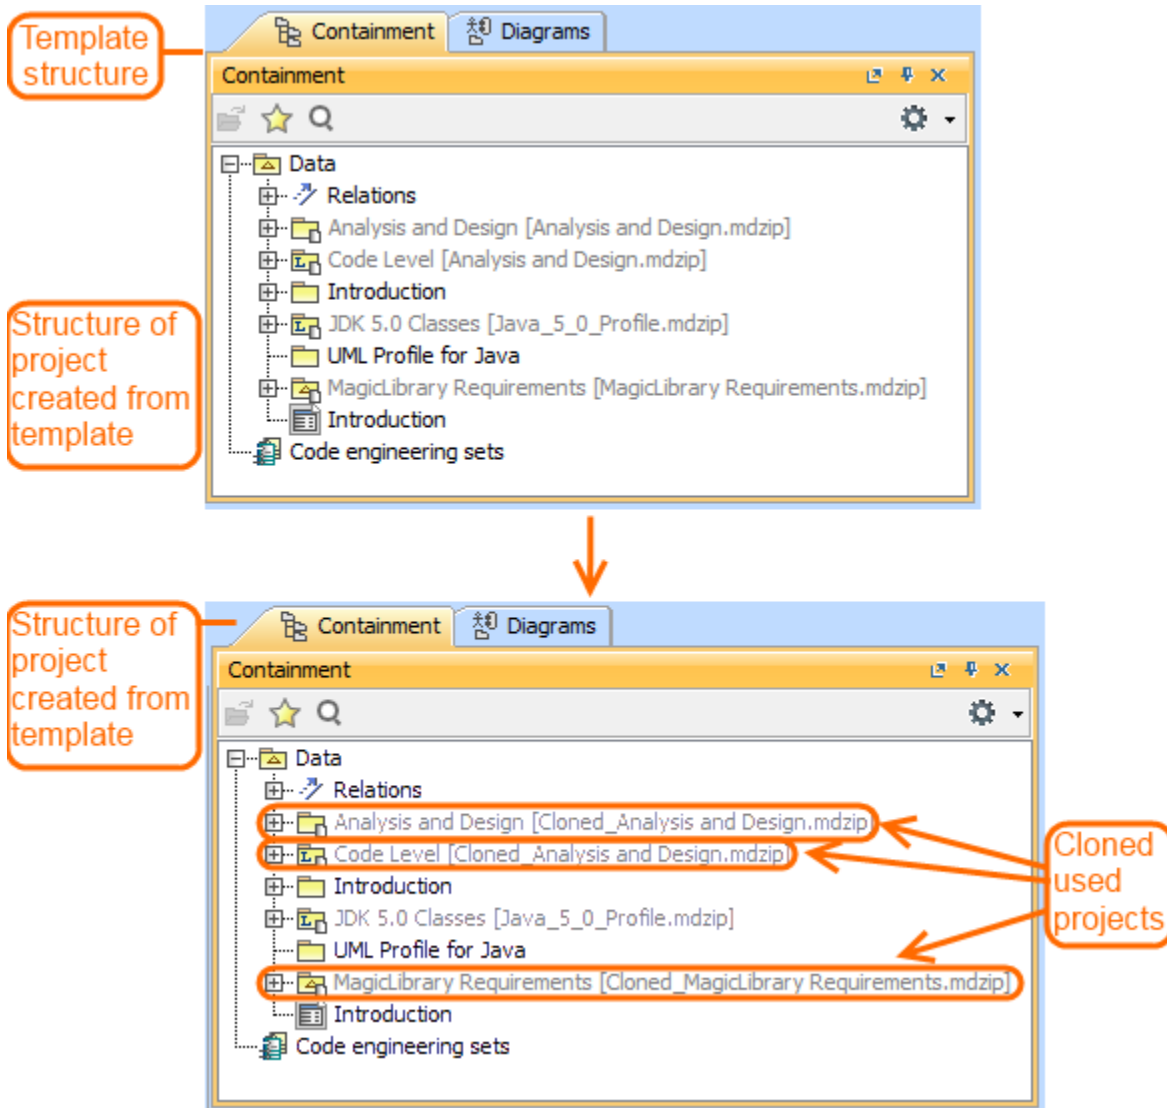 Template
structure
Containment
Diagrams
Containment
Data
Relations
Analysis and Design [Analysis and Design.mdzip]
Code Level [Analysis and Design.mdzip]
Introduction
JDK 5.0 Classes [Java_5_0_Profile.mdzip]
UML Profile for Java
MagicLibrary Requirements [MagicLibrary Requirements.mdzip]
Introduction
Code engineering sets
Structure of
project
created from
template
Structure of
project
created from
template
Containment
Diagrams
Containment
Data
Relations
Analysis and Design [Cloned_Analysis and Design.mdzip]
Code Level [Cloned_Analysis and Design.mdzip]
Introduction
JDK 5.0 Classes [Java_5_0_Profile.mdzip]
UML Profile for Java
MagicLibrary Requirements [Cloned_MagicLibrary Requirements.mdzip]
Introduction
Code engineering sets
Cloned
used
projects